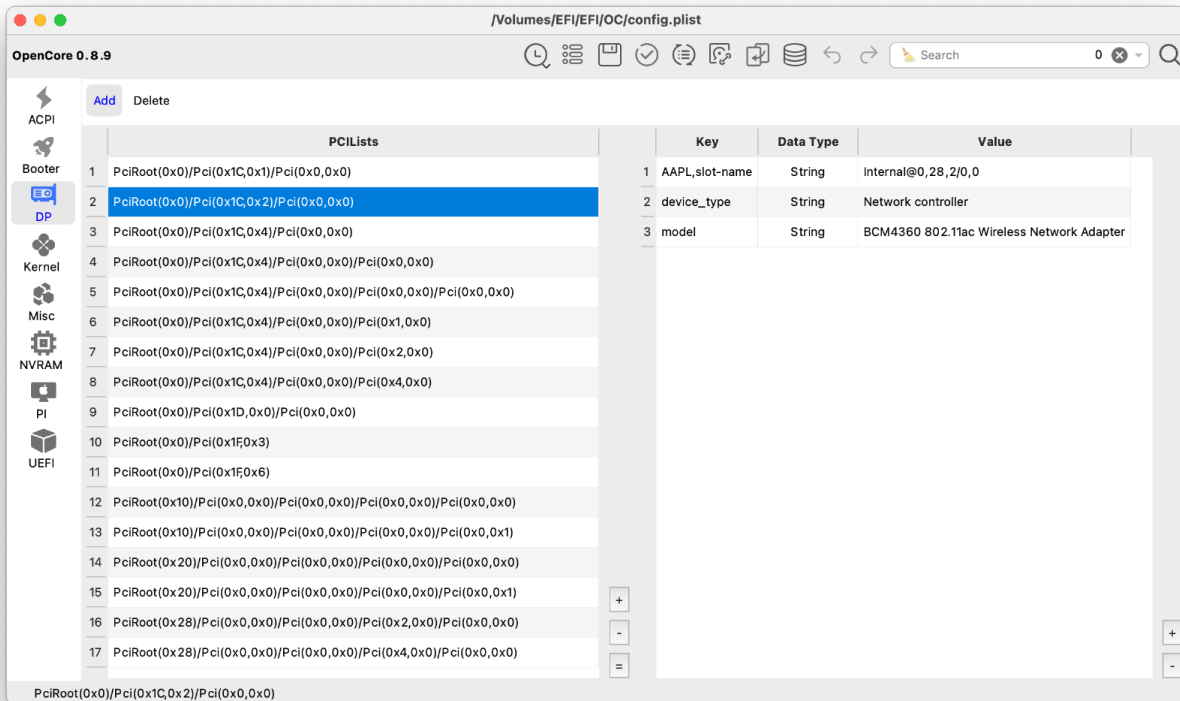 /Volumes/EFI/EFI/OC/config.plist
OpenCore 0.8.9
Search 0
ACPI
Booter
DP
Kernel
Misc
NVRAM
PI
UEFI
Add Delete
PCILists
1 PciRoot(0x0)/Pci(0x1C,0x1)/Pci(0x0,0x0)
2 PciRoot(0x0)/Pci(0x1C,0x2)/Pci(0x0,0x0)
3 PciRoot(0x0)/Pci(0x1C,0x4)/Pci(0x0,0x0)
4 PciRoot(0x0)/Pci(0x1C,0x4)/Pci(0x0,0x0)/Pci(0x0,0x0)
5 PciRoot(0x0)/Pci(0x1C,0x4)/Pci(0x0,0x0)/Pci(0x0,0x0)/Pci(0x0,0x0)
6 PciRoot(0x0)/Pci(0x1C,0x4)/Pci(0x0,0x0)/Pci(0x1,0x0)
7 PciRoot(0x0)/Pci(0x1C,0x4)/Pci(0x0,0x0)/Pci(0x2,0x0)
8 PciRoot(0x0)/Pci(0x1C,0x4)/Pci(0x0,0x0)/Pci(0x4,0x0)
9 PciRoot(0x0)/Pci(0x1D,0x0)/Pci(0x0,0x0)
10 PciRoot(0x0)/Pci(0x1F,0x3)
11 PciRoot(0x0)/Pci(0x1F,0x6)
12 PciRoot(0x10)/Pci(0x0,0x0)/Pci(0x0,0x0)/Pci(0x0,0x0)/Pci(0x0,0x0)
13 PciRoot(0x10)/Pci(0x0,0x0)/Pci(0x0,0x0)/Pci(0x0,0x0)/Pci(0x0,0x1)
14 PciRoot(0x20)/Pci(0x0,0x0)/Pci(0x0,0x0)/Pci(0x0,0x0)/Pci(0x0,0x0)
15 PciRoot(0x20)/Pci(0x0,0x0)/Pci(0x0,0x0)/Pci(0x0,0x0)/Pci(0x0,0x1)
16 PciRoot(0x28)/Pci(0x0,0x0)/Pci(0x0,0x0)/Pci(0x2,0x0)/Pci(0x0,0x0)
17 PciRoot(0x28)/Pci(0x0,0x0)/Pci(0x0,0x0)/Pci(0x4,0x0)/Pci(0x0,0x0)
+
-
=
Key Data Type Value
1 AAPL,slot-name String Internal@0,28,2/0,0
2 device_type String Network controller
3 model String BCM4360 802.11ac Wireless Network Adapter
+
-
PciRoot(0x0)/Pci(0x1C,0x2)/Pci(0x0,0x0)